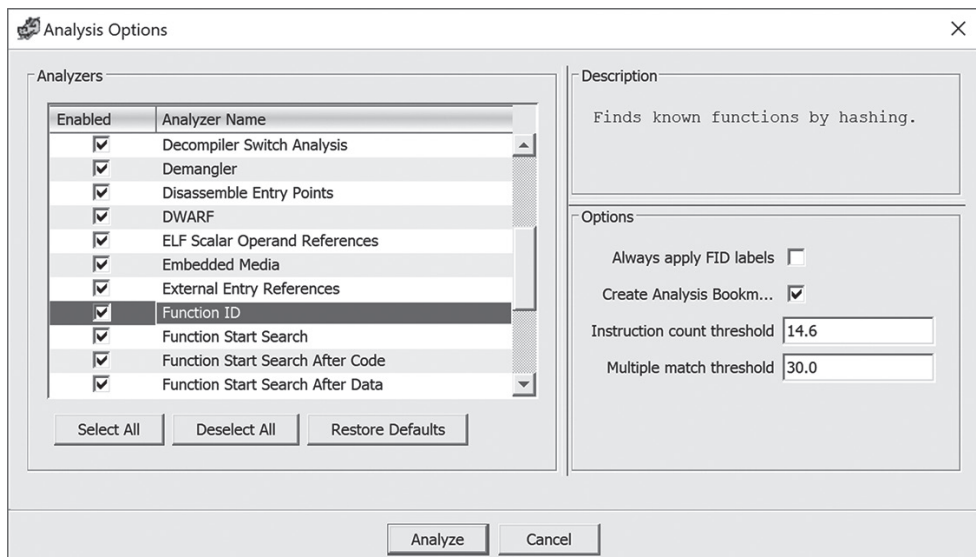 Analysis Options
Analyzers
Enabled Analyzer Name
Decompiler Switch Analysis
Demangler
Disassemble Entry Points
DWARF
ELF Scalar Operand References
Embedded Media
External Entry References
Function ID
Function Start Search
Function Start Search After Code
Function Start Search After Data
Select All Deselect All Restore Defaults
Description
Finds known functions by hashing.
Options
Always apply FID labels
Create Analysis Bookm...
Instruction count threshold 14.6
Multiple match threshold 30.0
Analyze Cancel